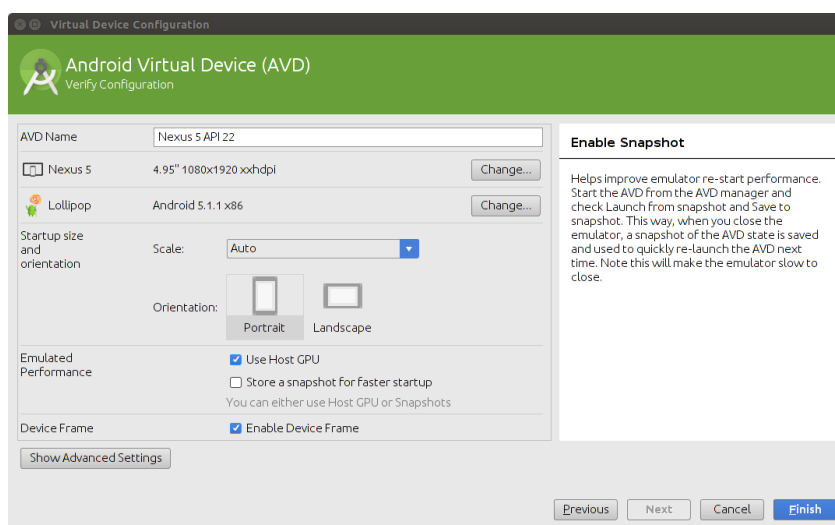 Virtual Device Configuration
Android Virtual Device (AVD)
Verify Configuration
AVD Name
Nexus 5 API 22
Nexus 5
4.95" 1080x1920 xxhdpi
Change...
Lollipop
Android 5.1.1 x86
Change...
Startup size
and
orientation
Scale:
Auto
Orientation:
Portrait
Landscape
Emulated
Performance
Use Host GPU
Store a snapshot for faster startup
You can either use Host GPU or Snapshots
Device Frame
Enable Device Frame
Show Advanced Settings
Enable Snapshot
Helps improve emulator re-start performance.
Start the AVD from the AVD manager and
check Launch from snapshot and Save to
snapshot. This way, when you close the
emulator, a snapshot of the AVD state is saved
and used to quickly re-launch the AVD next
time. Note this will make the emulator slow to
close.
Previous
Next
Cancel
Finish